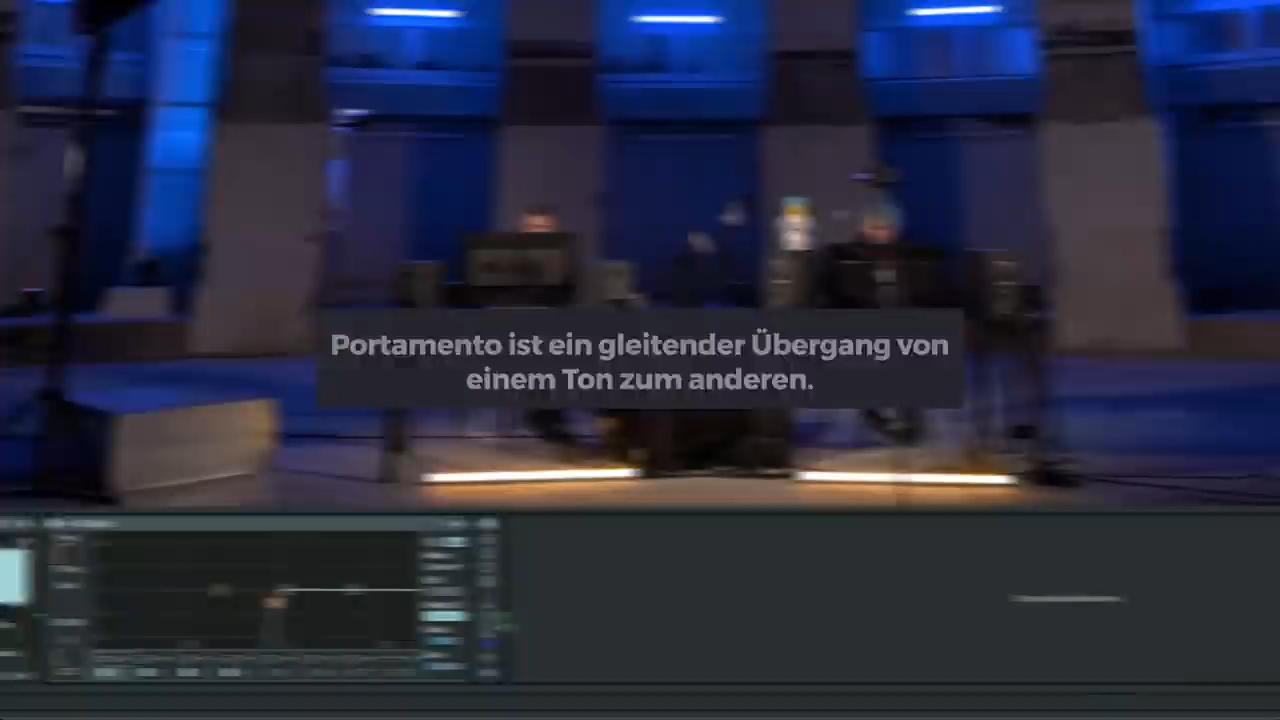 Portamento ist ein gleitender Übergang von
einem Ton zum anderen.